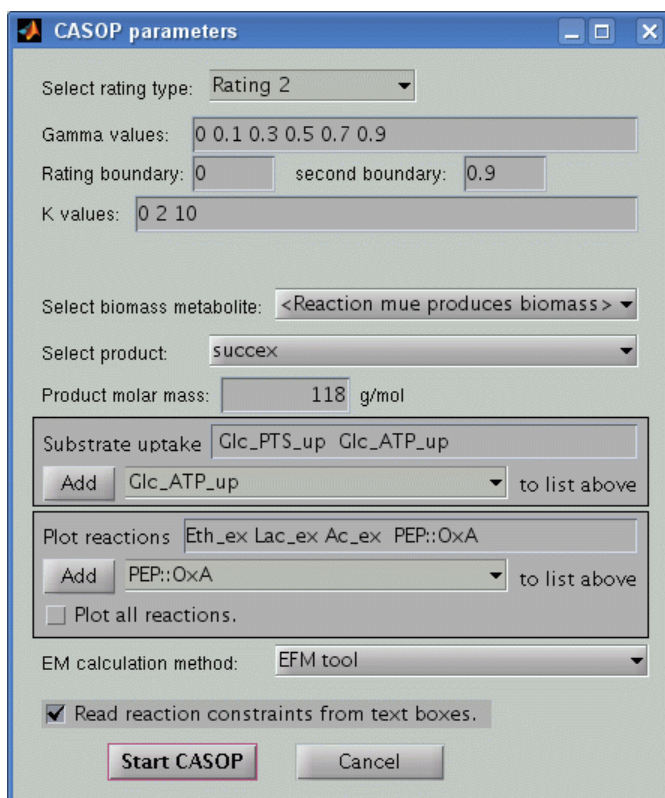 CASOP parameters
Select rating type: Rating 2
Gamma values: 0 0.1 0.3 0.5 0.7 0.9
Rating boundary: 0 second boundary: 0.9
K values: 0 2 10
Select biomass metabolite: <Reaction mue produces biomass>
Select product: succex
Product molar mass: 118 g/mol
Substrate uptake Glc_PTS_up Glc_ATP_up
Add Glc_ATP_up to list above
Plot reactions Eth_ex Lac_ex Ac_ex PEP::OxA
Add PEP::OxA to list above
Plot all reactions.
EM calculation method: EFM tool
Read reaction constraints from text boxes.
Start CASOP Cancel